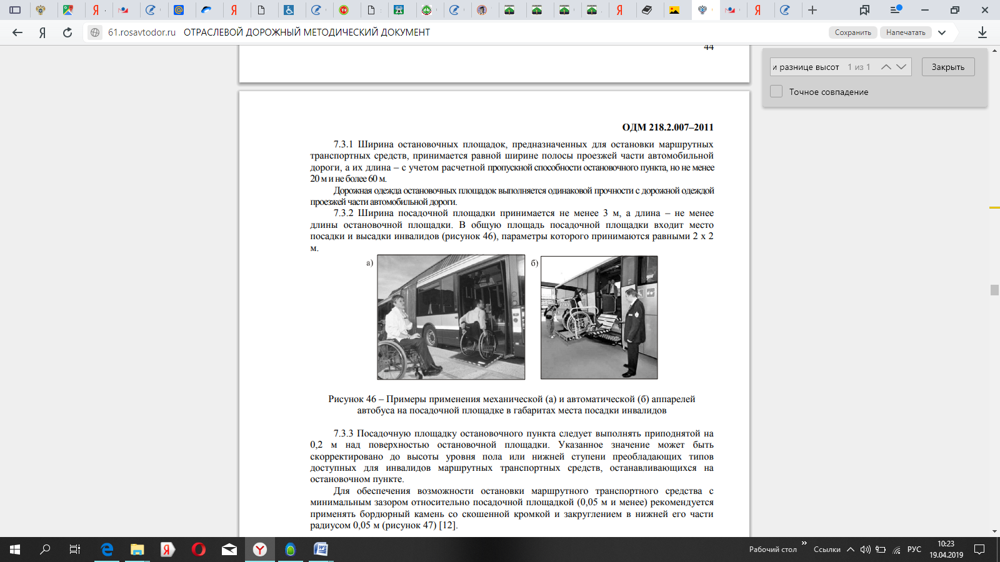 61.rosavtodor.ru ОТРАСЛЕВОЙ ДОРОЖНЫЙ МЕТОДИЧЕСКИЙ ДОКУМЕНТ
Сохранить Напечатать
44
и разнице высот 1 из 1 Закрыть
Точное совпадение
ОДМ 218.2.007–2011
7.3.1 Ширина остановочных площадок, предназначенных для остановки маршрутных
транспортных средств, принимается равной ширине полосы проезжей части автомобильной
дороги, а их длина – с учетом расчетной пропускной способности остановочного пункта, но не менее
20 м и не более 60 м.
Дорожная одежда остановочных площадок выполняется одинаковой прочности с дорожной одеждой
проезжей части автомобильной дороги.
7.3.2 Ширина посадочной площадки принимается не менее 3 м, а длина – не менее
длины остановочной площадки. В общую площадь посадочной площадки входит место
посадки и высадки инвалидов (рисунок 46), параметры которого принимаются равными 2 х 2
м.
а) б)
Рисунок 46 – Примеры применения механической (а) и автоматической (б) аппарелей
автобуса на посадочной площадке в габаритах места посадки инвалидов
7.3.3 Посадочную площадку остановочного пункта следует выполнять приподнятой на
0,2 м над поверхностью остановочной площадки. Указанное значение может быть
скорректировано до высоты уровня пола или нижней ступени преобладающих типов
доступных для инвалидов маршрутных транспортных средств, останавливающихся на
остановочном пункте.
Для обеспечения возможности остановки маршрутного транспортного средства с
минимальным зазором относительно посадочной площадкой (0,05 м и менее) рекомендуется
применять бордюрный камень со скошенной кромкой и закруглением в нижней его части
радиусом 0,05 м (рисунок 47) [12].
Рабочий стол Ссылки РУС 10:23
19.04.2019